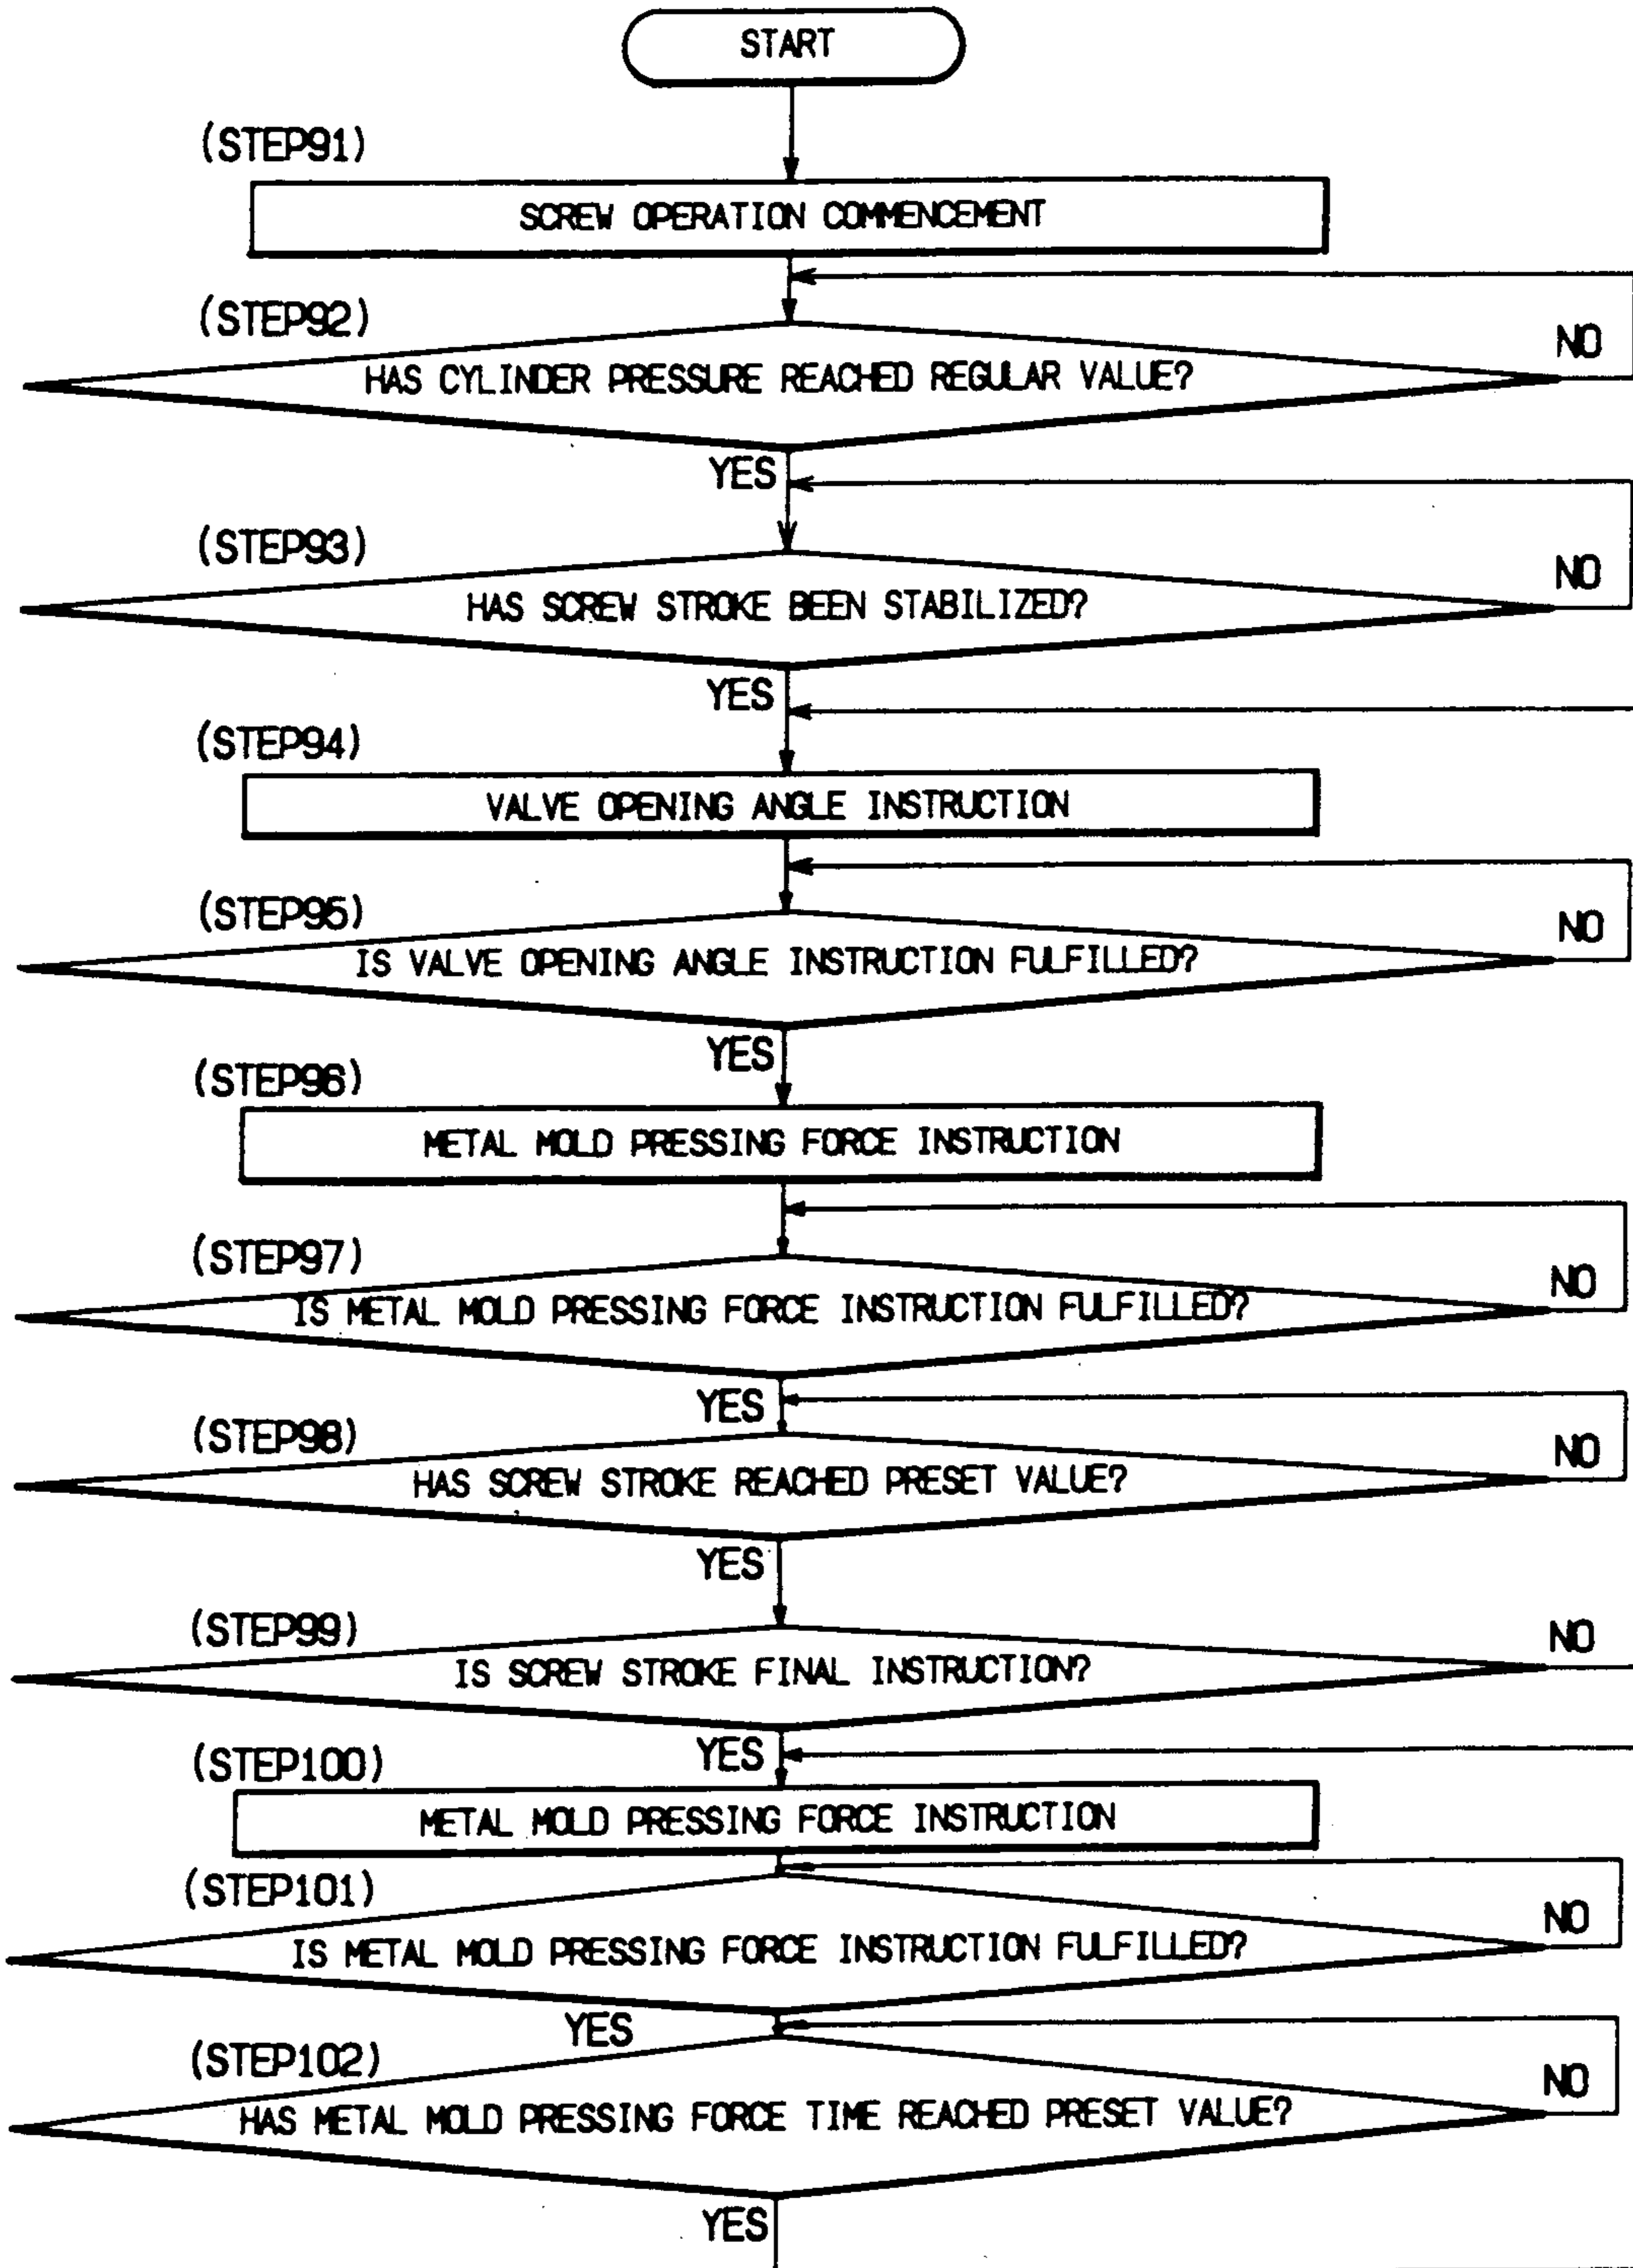 START
(STEP91)
SCREW OPERATION COMMENCEMENT
(STEP92)
NO
HAS CYLINDER PRESSURE REACHED REGULAR VALUE?
YES
(STEP93)
NO
HAS SCREW STROKE BEEN STABILIZED?
YES
(STEP94)
VALVE OPENING ANGLE INSTRUCTION
(STEP95)
NO
IS VALVE OPENING ANGLE INSTRUCTION FULFILLED?
YES
(STEP96)
METAL MOLD PRESSING FORCE INSTRUCTION
(STEP97)
NO
IS METAL MOLD PRESSING FORCE INSTRUCTION FULFILLED?
YES
(STEP98)
NO
HAS SCREW STROKE REACHED PRESET VALUE?
YES
(STEP99)
NO
IS SCREW STROKE FINAL INSTRUCTION?
YES
(STEP100)
METAL MOLD PRESSING FORCE INSTRUCTION
(STEP101)
NO
IS METAL MOLD PRESSING FORCE INSTRUCTION FULFILLED?
YES
(STEP102)
NO
HAS METAL MOLD PRESSING FORCE TIME REACHED PRESET VALUE?
YES